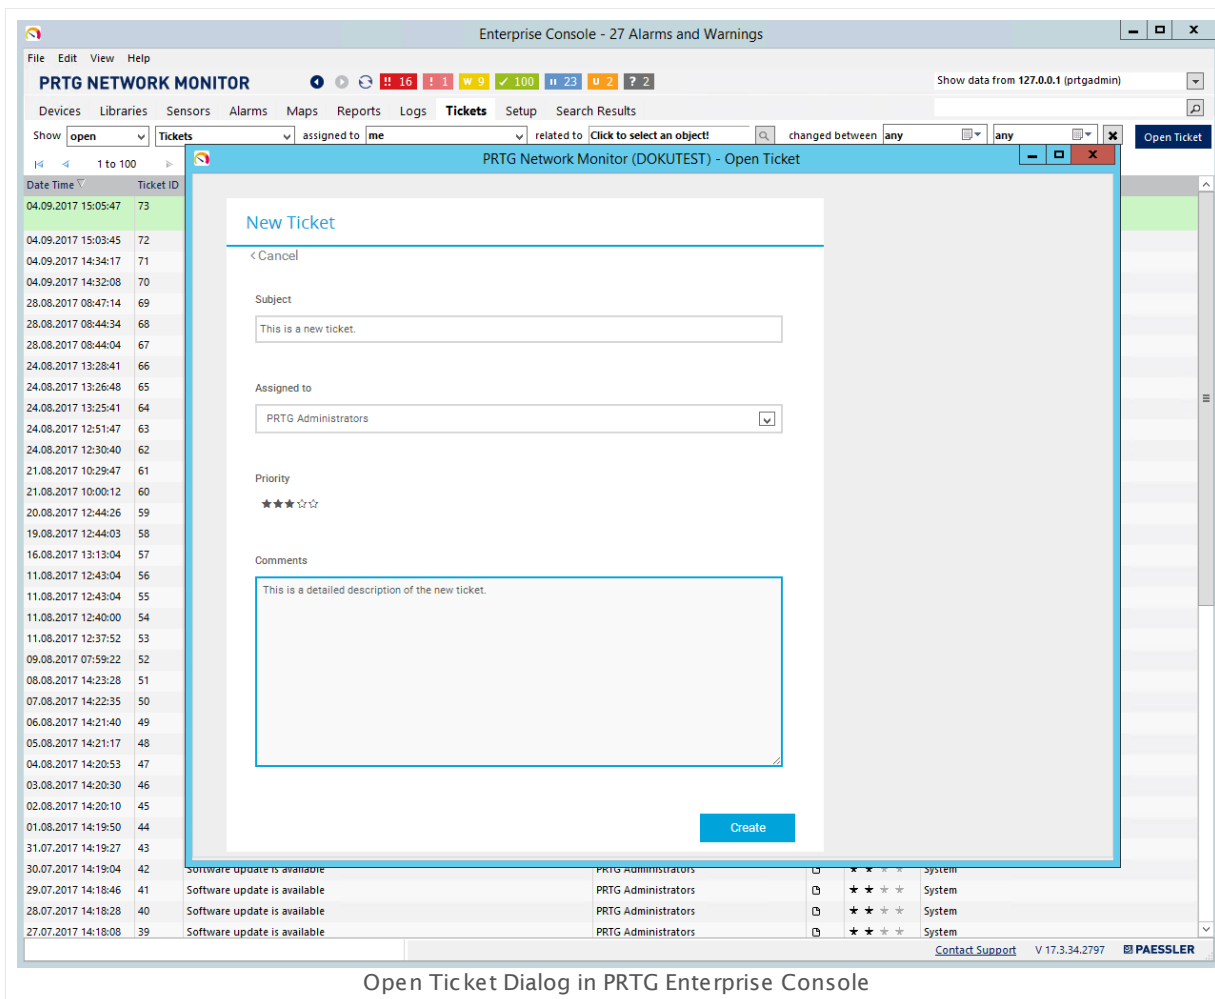 Enterprise Console - 27 Alarms and Warnings
File Edit View Help
PRTG NETWORK MONITOR !! 16 ! 1 W 9 ✓ 100 II 23 U 2 ? 2 Show data from 127.0.0.1 (prtgadmin)
Devices Libraries Sensors Alarms Maps Reports Logs Tickets Setup Search Results
Show open Tickets assigned to me related to Click to select an object! changed between any any Open Ticket
1 to 100
PRTG Network Monitor (DOKUTEST) - Open Ticket
Date Time Ticket ID
04.09.2017 15:05:47 73
New Ticket
04.09.2017 15:03:45 72
< Cancel
04.09.2017 14:34:17 71
04.09.2017 14:32:08 70
Subject
28.08.2017 08:47:14 69
28.08.2017 08:44:34 68
This is a new ticket.
28.08.2017 08:44:04 67
24.08.2017 13:28:41 66
24.08.2017 13:26:48 65
Assigned to
24.08.2017 13:25:41 64
PRTG Administrators
24.08.2017 12:51:47 63
24.08.2017 12:30:40 62
21.08.2017 10:29:47 61
Priority
21.08.2017 10:00:12 60
20.08.2017 12:44:26 59
19.08.2017 12:44:03 58
16.08.2017 13:13:04 57
Comments
11.08.2017 12:43:04 56
This is a detailed description of the new ticket.
11.08.2017 12:43:04 55
11.08.2017 12:40:00 54
11.08.2017 12:37:52 53
09.08.2017 07:59:22 52
08.08.2017 14:23:28 51
07.08.2017 14:22:35 50
06.08.2017 14:21:40 49
05.08.2017 14:21:17 48
04.08.2017 14:20:53 47
03.08.2017 14:20:30 46
02.08.2017 14:20:10 45
01.08.2017 14:19:50 44
Create
31.07.2017 14:19:27 43
30.07.2017 14:19:04 42 Software update is available PRTG Administrators System
29.07.2017 14:18:46 41 Software update is available PRTG Administrators System
28.07.2017 14:18:28 40 Software update is available PRTG Administrators System
27.07.2017 14:18:08 39 Software update is available PRTG Administrators System
Contact Support V 17.3.34.2797 PAESSLER
Open Ticket Dialog in PRTG Enterprise Console